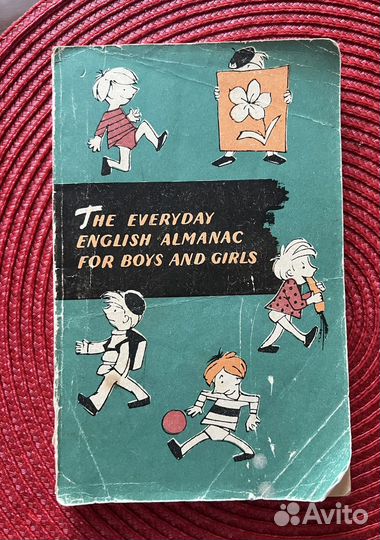 THE EVERYDAY
ENGLISH ALMANAC
FOR BOYS AND GIRLS
Avito